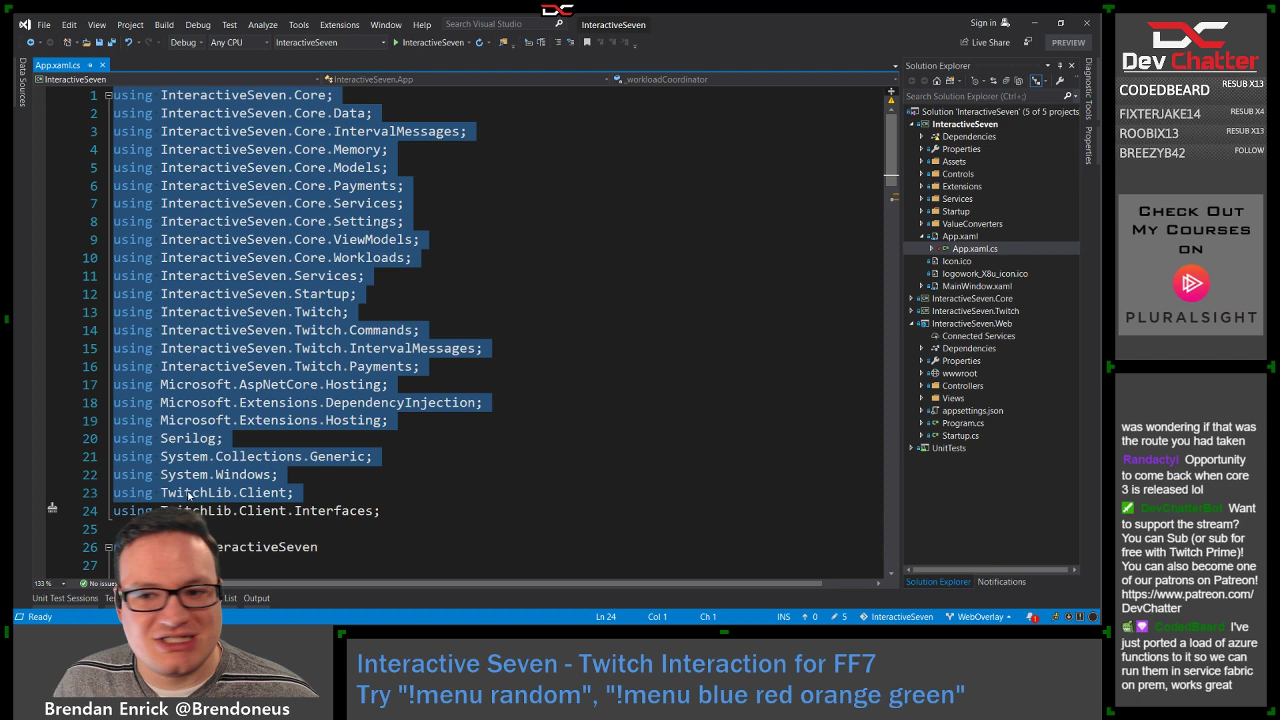 File Edit View Project Build Debug Test Analyze Tools Extensions Window Help Search Visual Studio InteractiveSeven Sign in
Debug Any CPU InteractiveSeven InteractiveSeven Live Share PREVIEW
App.xaml.cs
InteractiveSeven InteractiveSeven.App _workloadCoordinator
Data Sources
1 using InteractiveSeven.Core;
2 using InteractiveSeven.Core.Data;
3 using InteractiveSeven.Core.IntervalMessages;
4 using InteractiveSeven.Core.Memory;
5 using InteractiveSeven.Core.Models;
6 using InteractiveSeven.Core.Payments;
7 using InteractiveSeven.Core.Services;
8 using InteractiveSeven.Core.Settings;
9 using InteractiveSeven.Core.ViewModels;
10 using InteractiveSeven.Core.Workloads;
11 using InteractiveSeven.Services;
12 using InteractiveSeven.Startup;
13 using InteractiveSeven.Twitch;
14 using InteractiveSeven.Twitch.Commands;
15 using InteractiveSeven.Twitch.IntervalMessages;
16 using InteractiveSeven.Twitch.Payments;
17 using Microsoft.AspNetCore.Hosting;
18 using Microsoft.Extensions.DependencyInjection;
19 using Microsoft.Extensions.Hosting;
20 using Serilog;
21 using System.Collections.Generic;
22 using System.Windows;
23 using TwitchLib.Client;
24 using TwitchLib.Client.Interfaces;
25
26 eractiveSeven
27
133 % No issues
Unit Test Sessions List Output
Ready Ln 24 Col 1 Ch 1 INS 0 5 InteractiveSeven WebOverlay 1
Solution Explorer
Search Solution Explorer (Ctrl+;)
Solution 'InteractiveSeven' (5 of 5 projects
InteractiveSeven
Dependencies
Properties
Assets
Controls
Extensions
Services
Startup
ValueConverters
App.xaml
App.xaml.cs
Icon.ico
logowork_X8u_icon.ico
MainWindow.xaml
InteractiveSeven.Core
InteractiveSeven.Twitch
InteractiveSeven.Web
Connected Services
Dependencies
Properties
wwwroot
Controllers
Views
appsettings.json
Program.cs
Startup.cs
UnitTests
Solution Explorer Notifications
Diagnostic Tools
Properties
Dev Chatter
CODEDBEARD RESUB X13
FIXTERJAKE14 RESUB X4
ROOBIX13 RESUB X13
BREEZYB42 FOLLOW
CHECK OUT
MY COURSES
ON
PLURALSIGHT
was wondering if that was
the route you had taken
Randactyl Opportunity
to come back when core
3 is released lol
DevChatterBot Want
to support the stream?
You can Sub (or sub for
free with Twitch Prime)!
You can also become one
of our patrons on Patreon!
https://www.patreon.com/
DevChatter
CodedBeard I've
just ported a load of azure
functions to it so we can
run them in service fabric
on prem, works great
Interactive Seven - Twitch Interaction for FF7
Try "!menu random", "!menu blue red orange green"
Brendan Enrick @Brendoneus